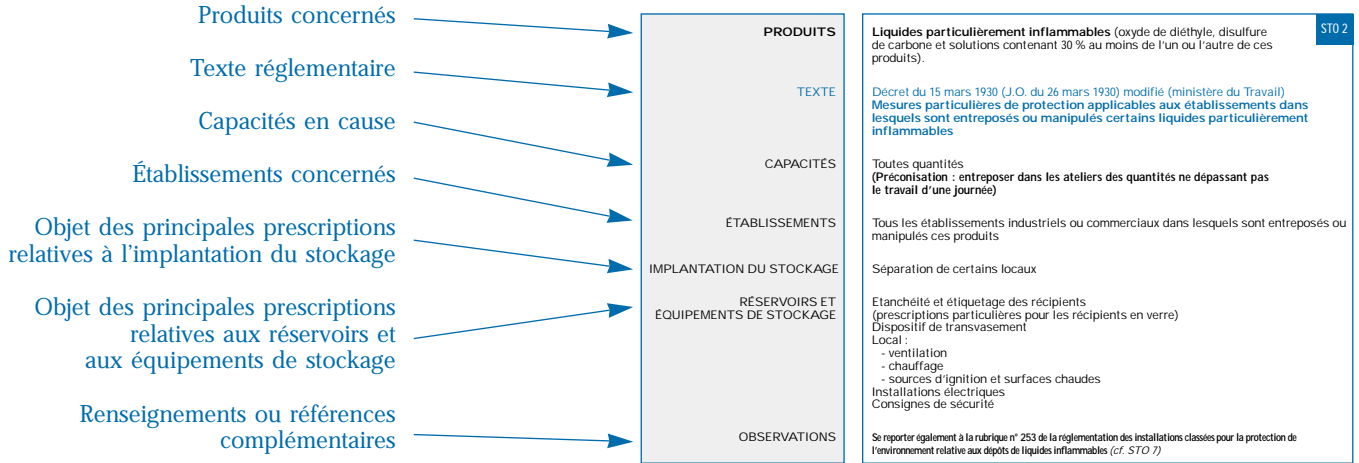 Produits concernés
Texte réglementaire
Capacités en cause
Établissements concernés
Objet des principales prescriptions
relatives à l'implantation du stockage
Objet des principales prescriptions
relatives aux réservoirs et
aux équipements de stockage
Renseignements ou références
complémentaires
STO 2
PRODUITS
Liquides particulièrement inflammables (oxyde de diéthyle, disulfure
de carbone et solutions contenant 30 % au moins de l'un ou l'autre de ces
produits).
TEXTE
Décret du 15 mars 1930 (J.O. du 26 mars 1930) modifié (ministère du Travail)
Mesures particulières de protection applicables aux établissements dans
lesquels sont entreposés ou manipulés certains liquides particulièrement
inflammables
CAPACITÉS
Toutes quantités
(Préconisation : entreposer dans les ateliers des quantités ne dépassant pas
le travail d'une journée)
ÉTABLISSEMENTS
Tous les établissements industriels ou commerciaux dans lesquels sont entreposés ou
manipulés ces produits
IMPLANTATION DU STOCKAGE
Séparation de certains locaux
RÉSERVOIRS ET
ÉQUIPEMENTS DE STOCKAGE
Etanchéité et étiquetage des récipients
(prescriptions particulières pour les récipients en verre)
Dispositif de transvasement
Local :
- ventilation
- chauffage
- sources d'ignition et surfaces chaudes
Installations électriques
Consignes de sécurité
OBSERVATIONS
Se reporter également à la rubrique n° 253 de la réglementation des installations classées pour la protection de
l'environnement relative aux dépôts de liquides inflammables (cf. STO 7)